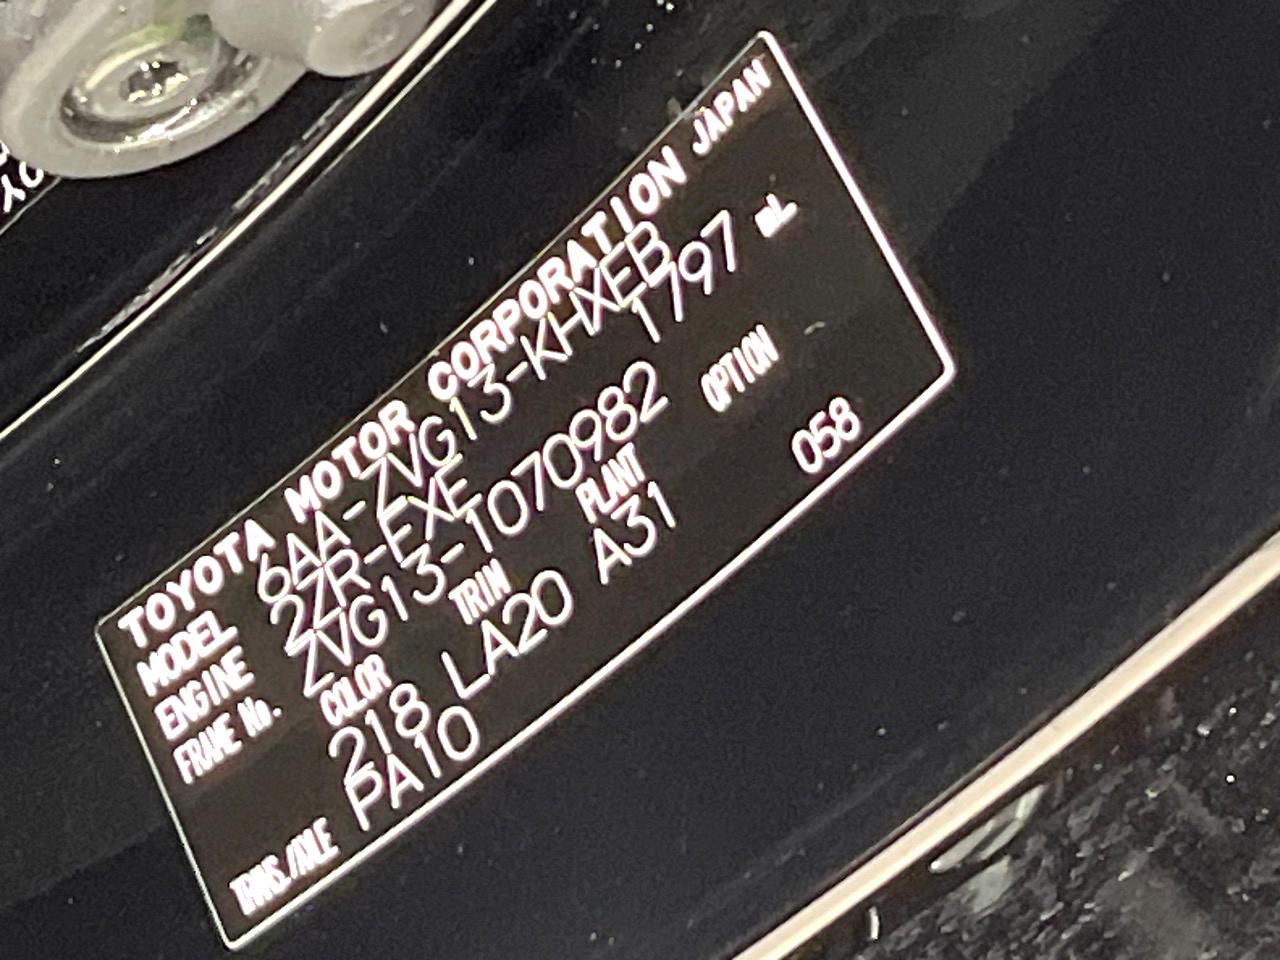 TOYOTA MOTOR CORPORATION JAPAN
MODEL 6AA-ZVG13-KHXEB
ENGINE 2ZR-FXE 1797 mL
FRAME No. ZVG13-1070982
COLOR TRIM PLANT OPTION
218 LA20 A31 058
TRANS./AXLE PA10